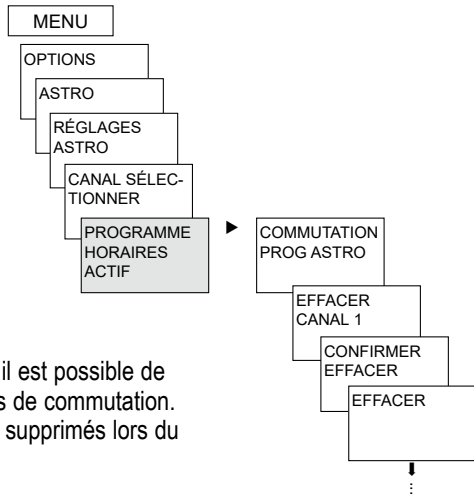 MENU
OPTIONS
ASTRO
RÉGLAGES
ASTRO
CANAL SÉLEC-
TIONNER
PROGRAMME
HORAIRES
ACTIF
COMMUTATION
PROG ASTRO
EFFACER
CANAL 1
CONFIRMER
EFFACER
EFFACER
il est possible de
s de commutation.
supprimés lors du